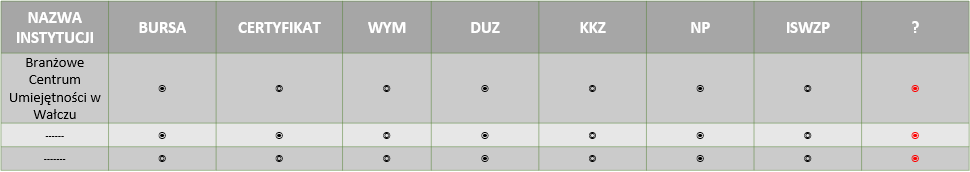 NAZWA
INSTYTUCJI
BURSA CERTYFIKAT WYM DUZ KKZ NP ISWZP ?
Branżowe
Centrum
Umiejętności w
Wałczu
◉ ◎ ◎ ◉ ◎ ◉ ◎ ◉
------ ◉ ◉ ◎ ◉ ◎ ◉ ◎ ◉
------- ◎ ◎ ◎ ◉ ◎ ◉ ◎ ◉